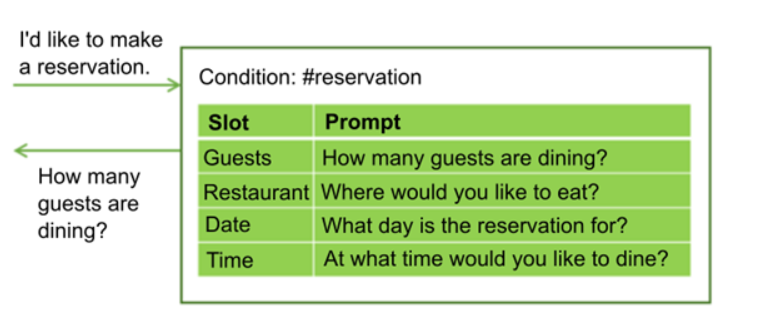 I'd like to make
a reservation.
How many
guests are
dining?
Condition: #reservation
Slot Prompt
Guests How many guests are dining?
Restaurant Where would you like to eat?
Date What day is the reservation for?
Time At what time would you like to dine?